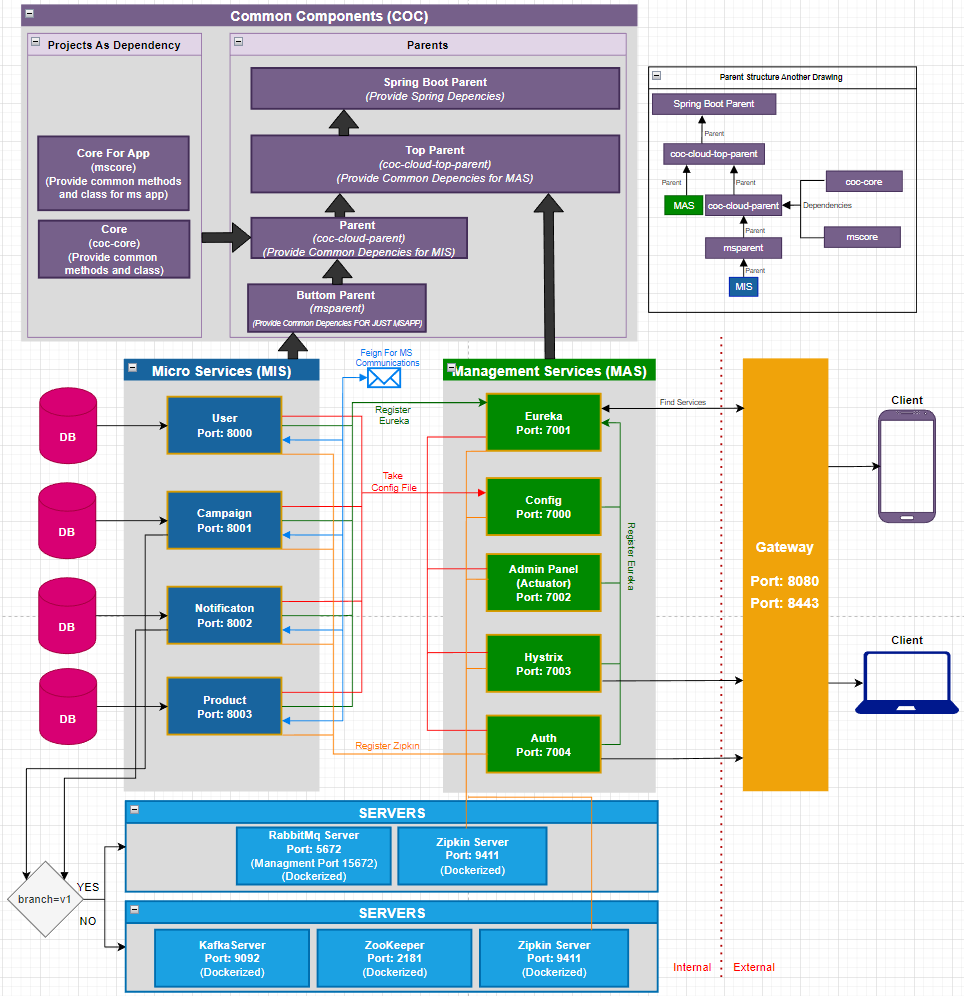 Common Components (COC)
Projects As Dependency
Parents
Spring Boot Parent
(Provide Spring Depencies)
Top Parent
(coc-cloud-top-parent)
(Provide Common Depencies for MAS)
Core For App
(mscore)
(Provide common methods
and class for ms app)
Core
(coc-core)
(Provide common
methods and class)
Parent
(coc-cloud-parent)
(Provide Common Depencies for MIS)
Buttom Parent
(msparent)
(Provide Common Depencies FOR JUST MSAPP)
Parent Structure Another Drawing
Spring Boot Parent
Parent
coc-cloud-top-parent
Parent
Parent
coc-core
MAS
coc-cloud-parent
Dependencies
Parent
mscore
msparent
Parent
MIS
Micro Services (MIS)
Feign For MS
Communications
Management Services (MAS)
DB
User
Port: 8000
Register
Eureka
Eureka
Port: 7001
Find Services
Client
DB
Campaign
Port: 8001
Take
Config File
Config
Port: 7000
Register Eureka
Admin Panel
(Actuator)
Port: 7002
Gateway
Port: 8080
Port: 8443
DB
Notificaton
Port: 8002
Hystrix
Port: 7003
Client
DB
Product
Port: 8003
Register Zipkin
Auth
Port: 7004
SERVERS
RabbitMq Server
Port: 5672
(Managment Port 15672)
(Dockerized)
Zipkin Server
Port: 9411
(Dockerized)
branch=v1
YES
NO
SERVERS
KafkaServer
Port: 9092
(Dockerized)
ZooKeeper
Port: 2181
(Dockerized)
Zipkin Server
Port: 9411
(Dockerized)
Internal
External